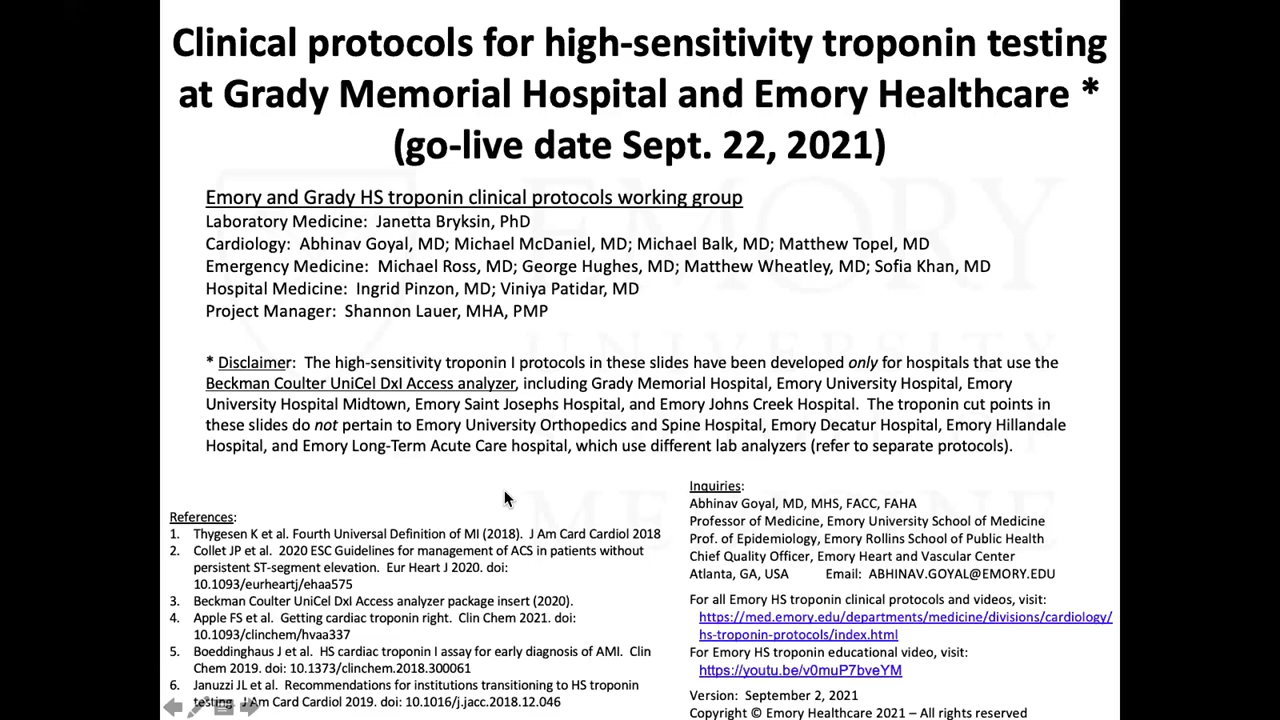 Clinical protocols for high-sensitivity troponin testing
at Grady Memorial Hospital and Emory Healthcare *
(go-live date Sept. 22, 2021)
Emory and Grady HS troponin clinical protocols working group
Laboratory Medicine: Janetta Bryksin, PhD
Cardiology: Abhinav Goyal, MD; Michael McDaniel, MD; Michael Balk, MD; Matthew Topel, MD
Emergency Medicine: Michael Ross, MD; George Hughes, MD; Matthew Wheatley, MD; Sofia Khan, MD
Hospital Medicine: Ingrid Pinzon, MD; Viniya Patidar, MD
Project Manager: Shannon Lauer, MHA, PMP
* Disclaimer: The high-sensitivity troponin I protocols in these slides have been developed only for hospitals that use the
Beckman Coulter UniCel DxI Access analyzer, including Grady Memorial Hospital, Emory University Hospital, Emory
University Hospital Midtown, Emory Saint Josephs Hospital, and Emory Johns Creek Hospital. The troponin cut points in
these slides do not pertain to Emory University Orthopedics and Spine Hospital, Emory Decatur Hospital, Emory Hillandale
Hospital, and Emory Long-Term Acute Care hospital, which use different lab analyzers (refer to separate protocols).
References:
1. Thygesen K et al. Fourth Universal Definition of MI (2018). J Am Card Cardiol 2018
2. Collet JP et al. 2020 ESC Guidelines for management of ACS in patients without
persistent ST-segment elevation. Eur Heart J 2020. doi:
10.1093/eurheartj/ehaa575
3. Beckman Coulter UniCel DxI Access analyzer package insert (2020).
4. Apple FS et al. Getting cardiac troponin right. Clin Chem 2021. doi:
10.1093/clinchem/hvaa337
5. Boeddinghaus J et al. HS cardiac troponin I assay for early diagnosis of AMI. Clin
Chem 2019. doi: 10.1373/clinchem.2018.300061
6. Januzzi JL et al. Recommendations for institutions transitioning to HS troponin
testing. J Am Card Cardiol 2019. doi: 10.1016/j.jacc.2018.12.046
Inquiries:
Abhinav Goyal, MD, MHS, FACC, FAHA
Professor of Medicine, Emory University School of Medicine
Prof. of Epidemiology, Emory Rollins School of Public Health
Chief Quality Officer, Emory Heart and Vascular Center
Atlanta, GA, USA Email: ABHINAV.GOYAL@EMORY.EDU
For all Emory HS troponin clinical protocols and videos, visit:
https://med.emory.edu/departments/medicine/divisions/cardiology/
hs-troponin-protocols/index.html
For Emory HS troponin educational video, visit:
https://youtu.be/v0muP7bveYM
Version: September 2, 2021
Copyright © Emory Healthcare 2021 – All rights reserved
EMORY
UNIVERSITY
SCHOOL OF
MEDICINE